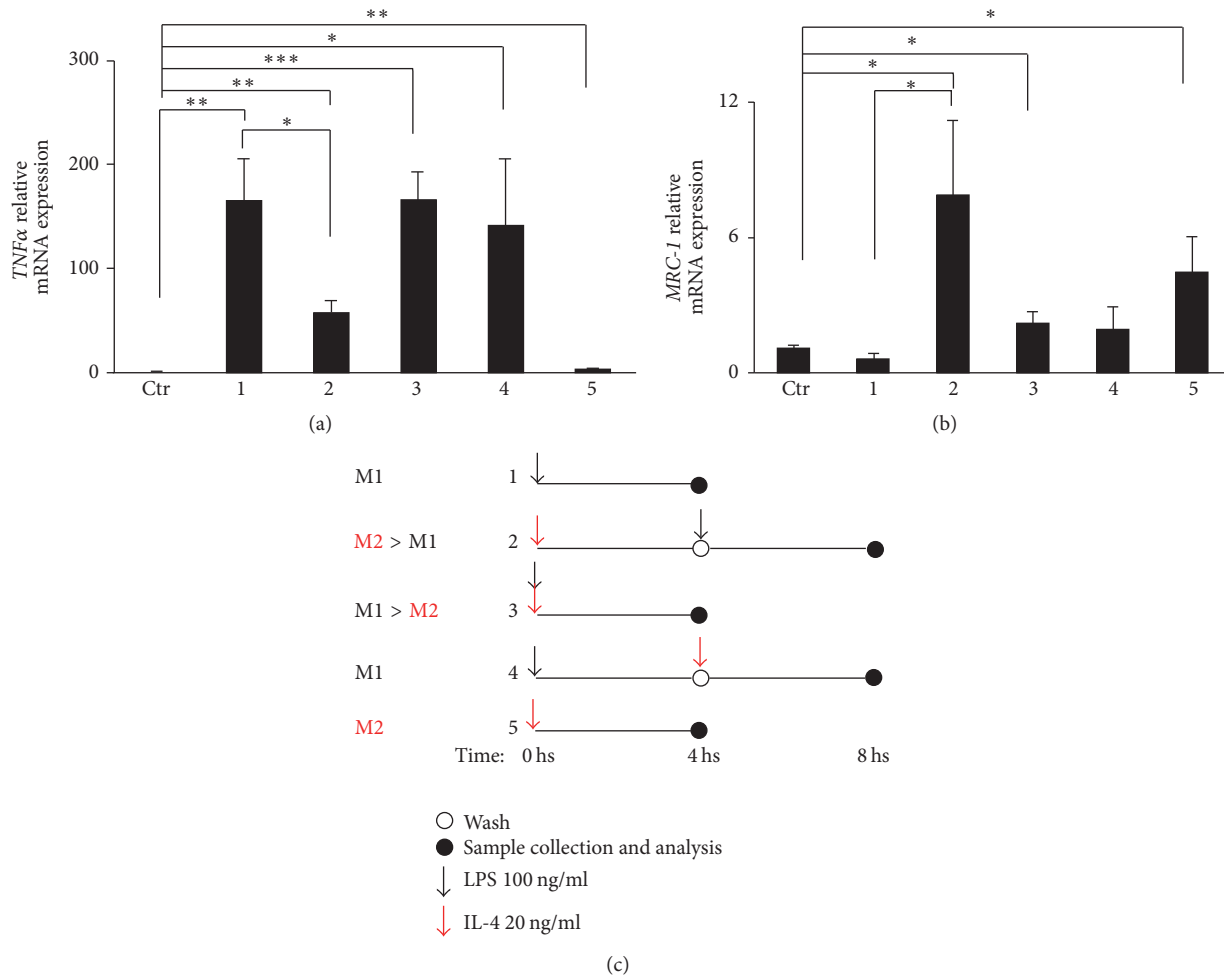 **
*
***
**
**
*
300
200
100
0
TNFα relative
mRNA expression
Ctr 1 2 3 4 5
(a)
*
*
*
*
12
6
0
MRC-1 relative
mRNA expression
Ctr 1 2 3 4 5
(b)
M1 1
M2 > M1 2
M1 > M2 3
M1 4
M2 5
Time: 0 hs 4 hs 8 hs
Wash
Sample collection and analysis
LPS 100 ng/ml
IL-4 20 ng/ml
(c)